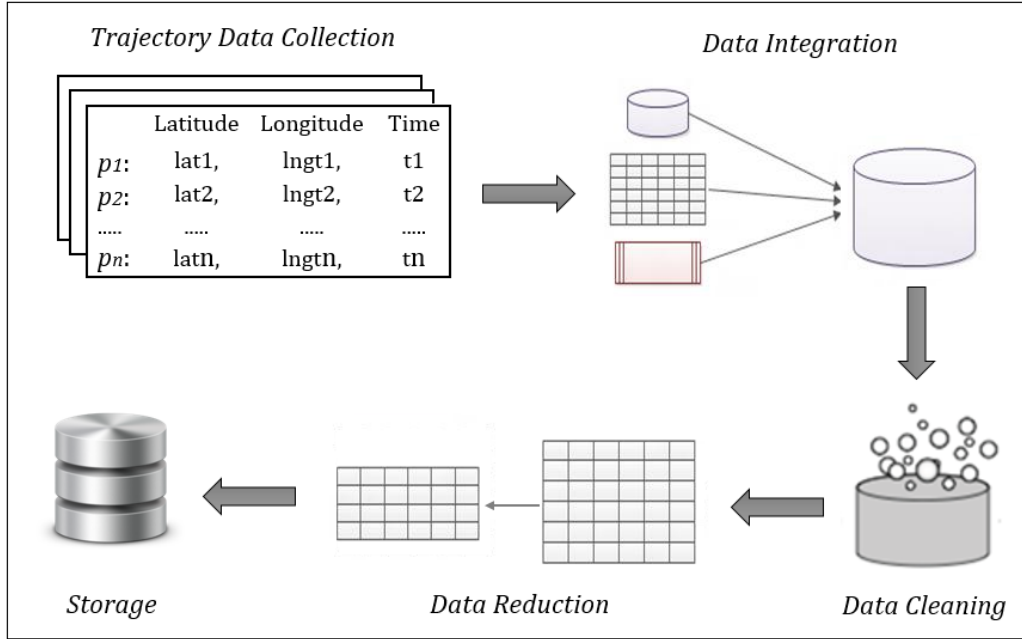 Trajectory Data Collection
Data Integration
Latitude Longitude Time
p1: lat1, lngt1, t1
p2: lat2, lngt2, t2
..... ..... ..... .....
pn: latn, lngtn, tn
Storage
Data Reduction
Data Cleaning